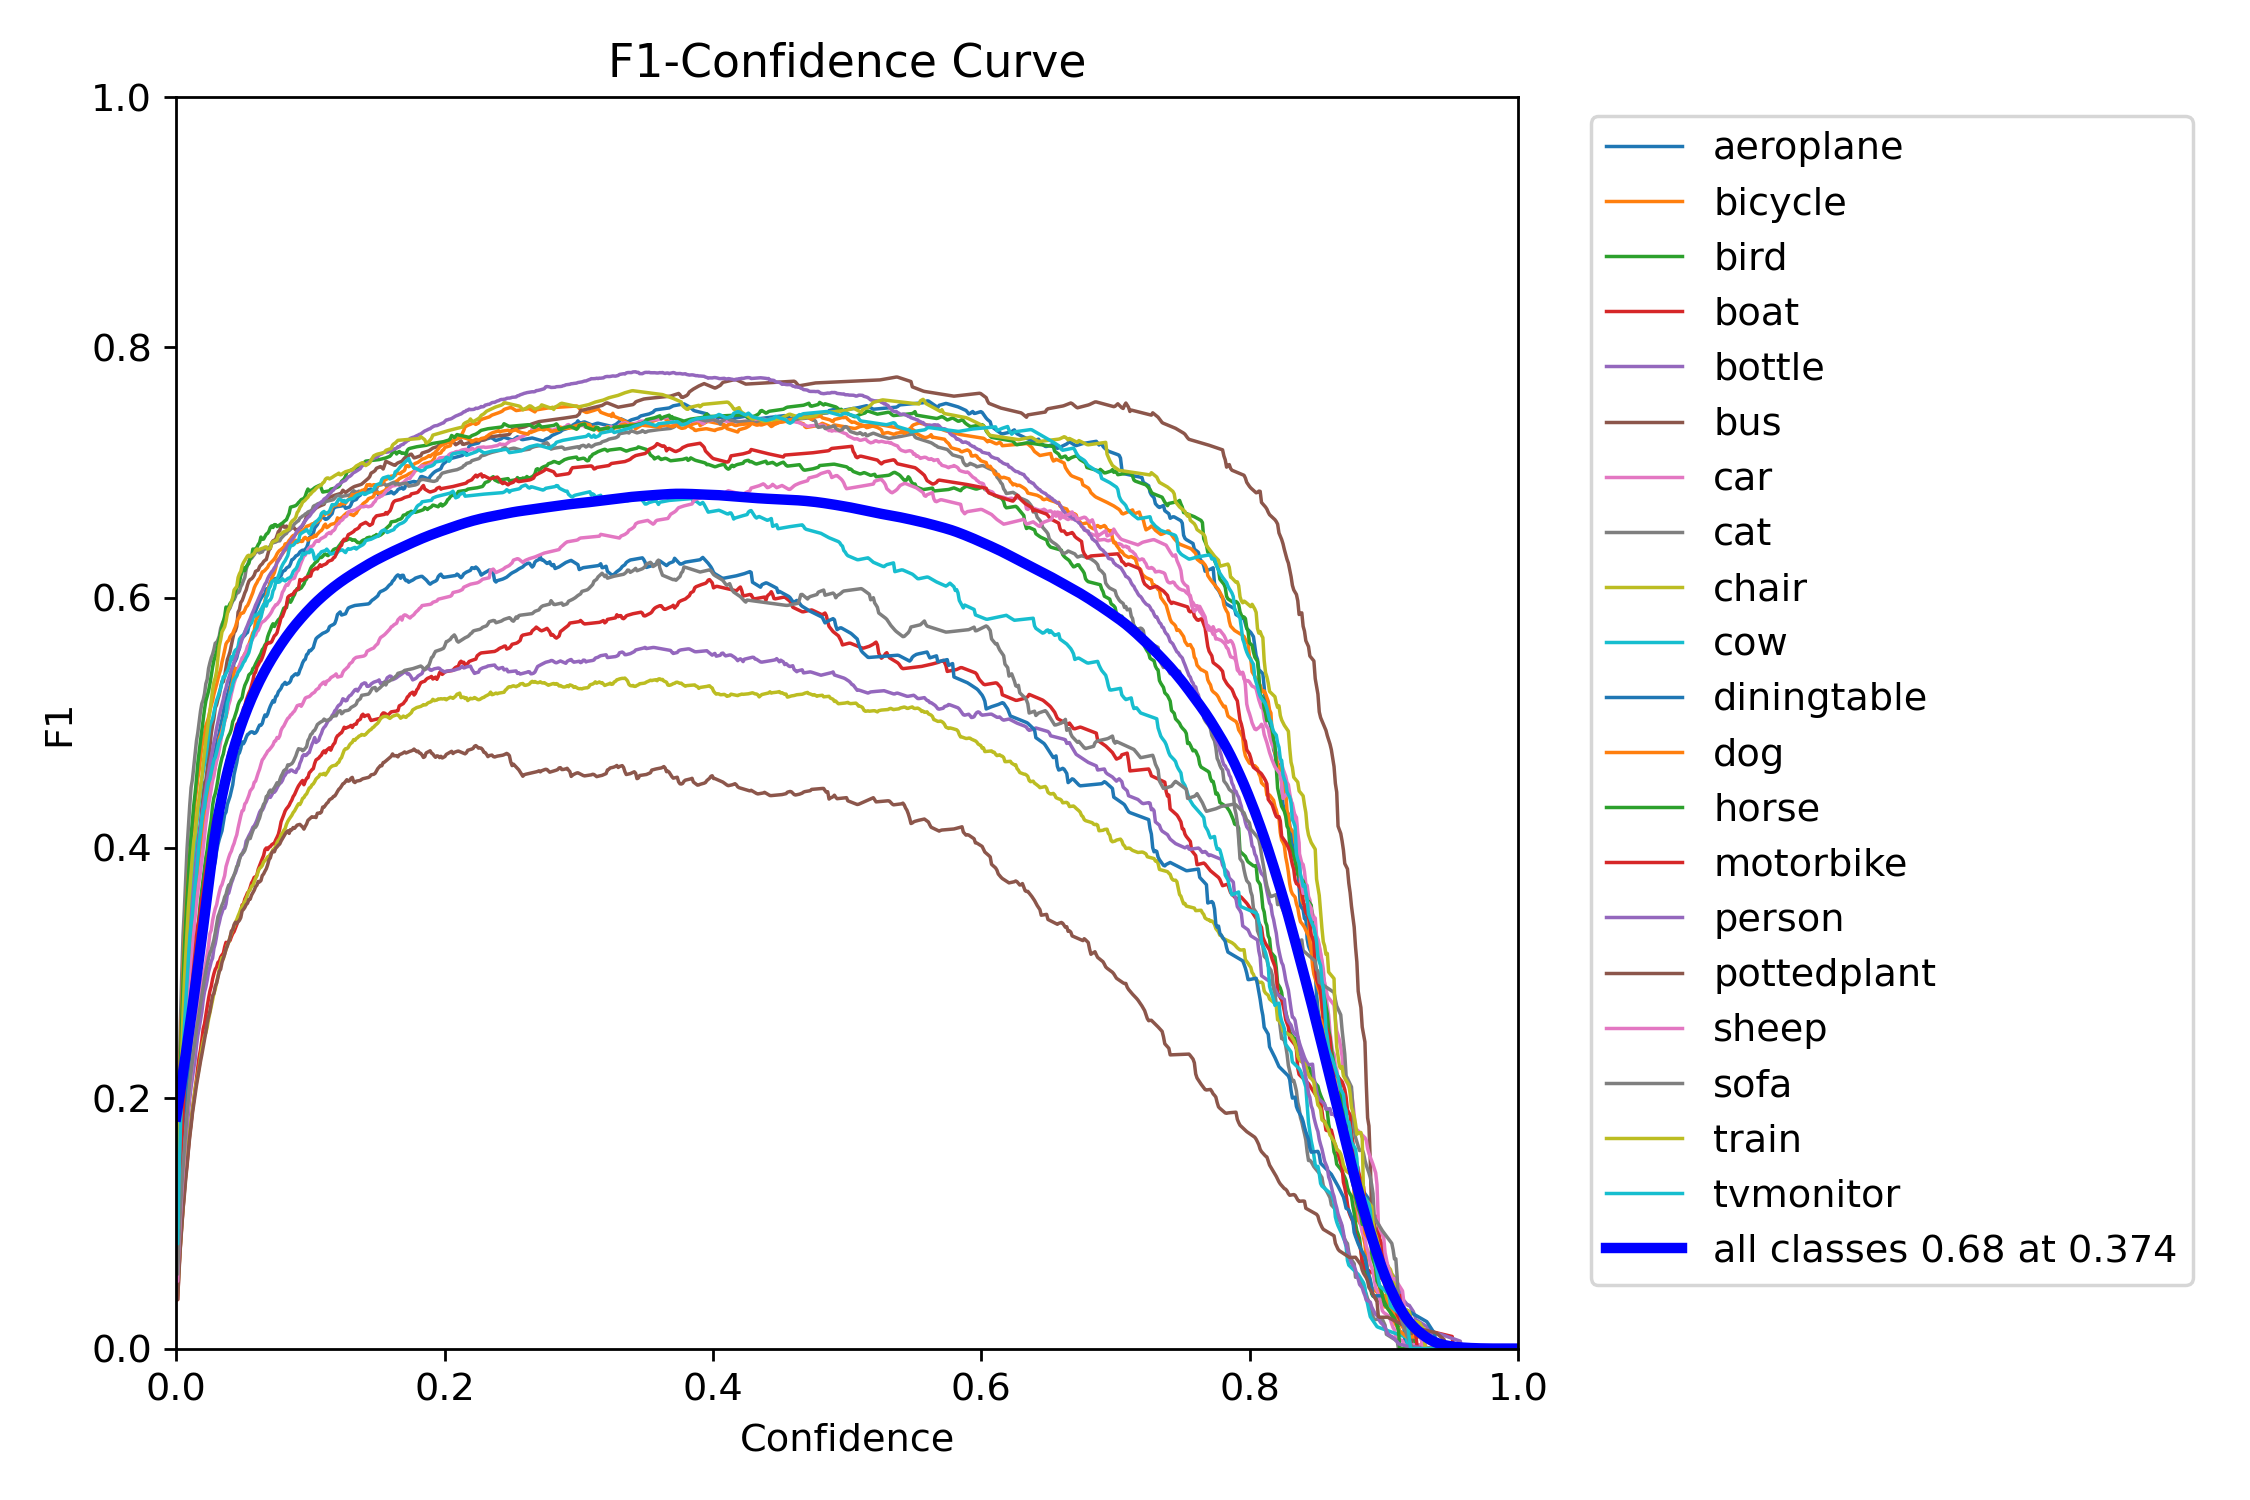 F1-Confidence Curve
1.0
0.8
0.6
0.4
0.2
0.0
F1
0.0 0.2 0.4 0.6 0.8 1.0
Confidence
aeroplane
bicycle
bird
boat
bottle
bus
car
cat
chair
cow
diningtable
dog
horse
motorbike
person
pottedplant
sheep
sofa
train
tvmonitor
all classes 0.68 at 0.374